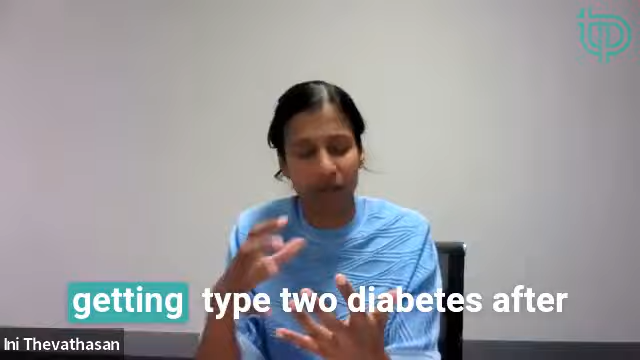 getting type two diabetes after
Ini Thevathasan